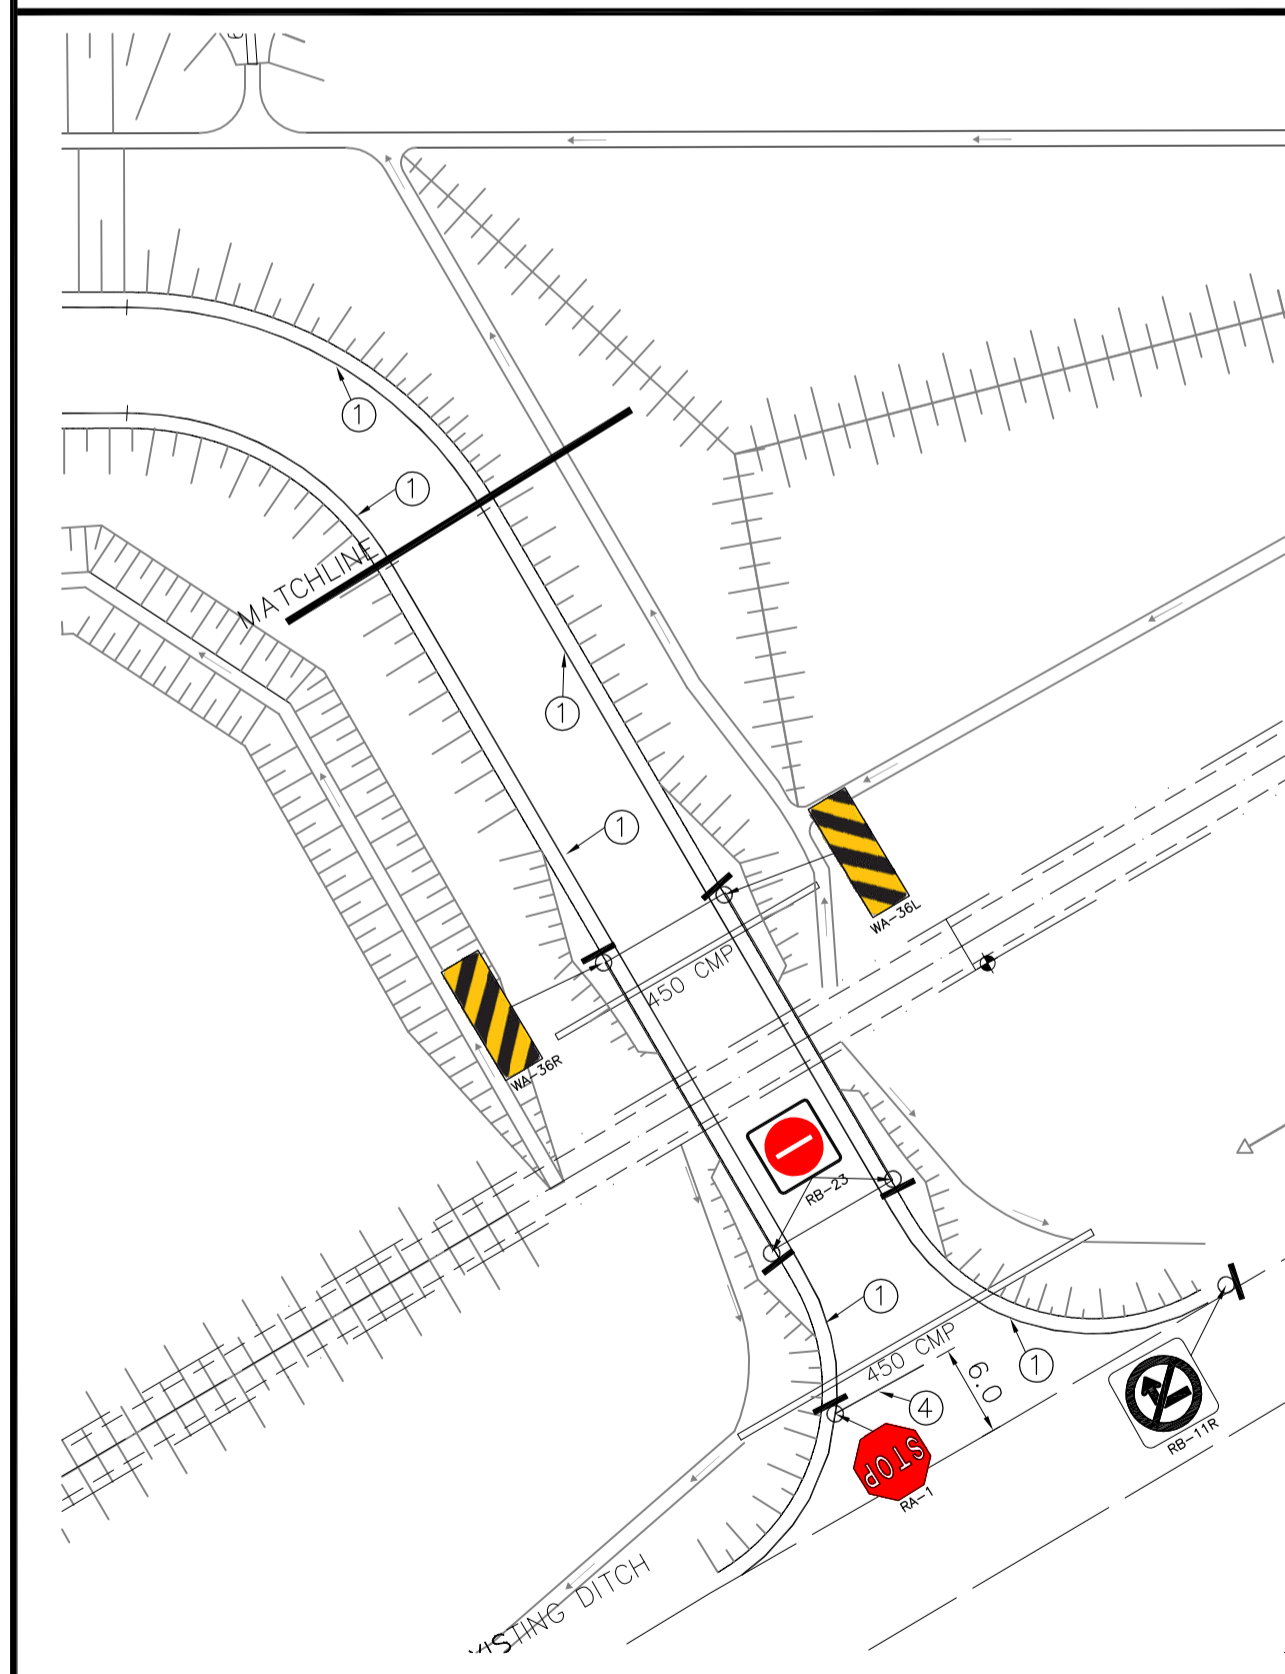 1
1
MATCHLINE
1
1
WA-36L
450 CMP
WA-36R
RB-23
1
450 CMP
1
6.0
4
STOP
RA-1
RB-11R
DITCH